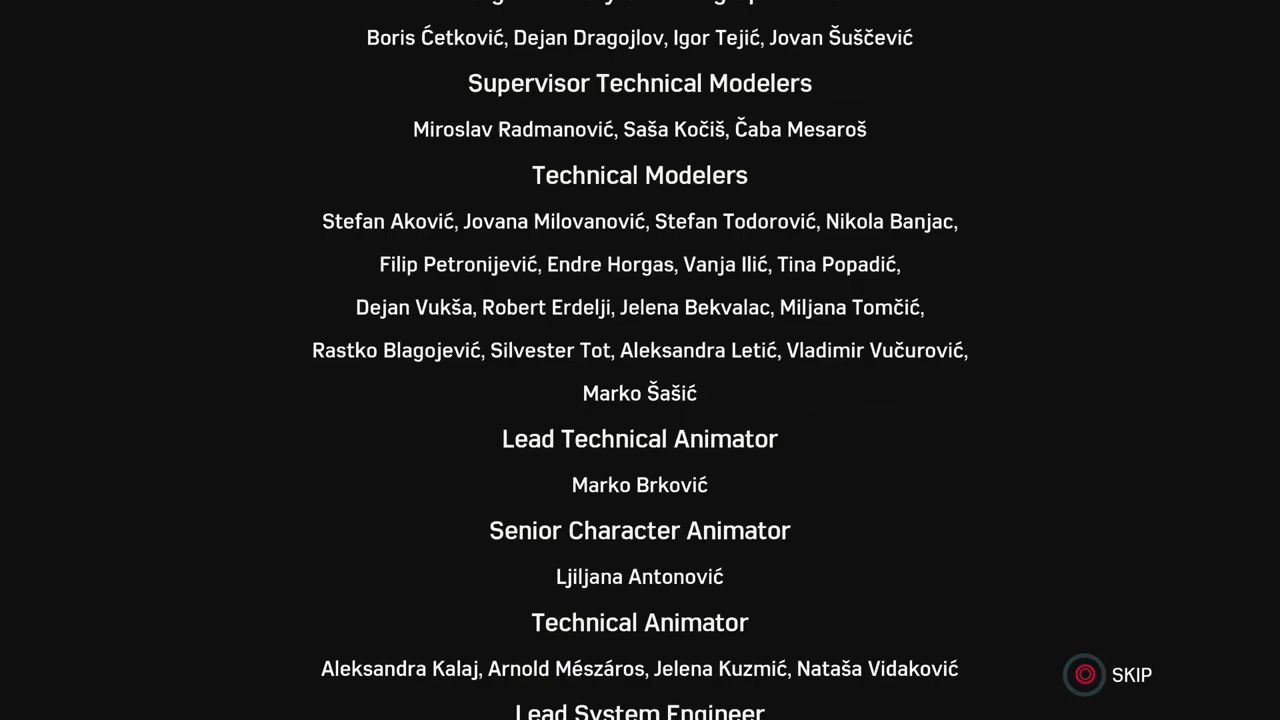 Boris Ćetković, Dejan Dragojlov, Igor Tejić, Jovan Šuščević
Supervisor Technical Modelers
Miroslav Radmanović, Saša Kočiš, Čaba Mesaroš
Technical Modelers
Stefan Aković, Jovana Milovanović, Stefan Todorović, Nikola Banjac,
Filip Petronijević, Endre Horgas, Vanja Ilić, Tina Popadić,
Dejan Vukša, Robert Erdelji, Jelena Bekvalac, Miljana Tomčić,
Rastko Blagojević, Silvester Tot, Aleksandra Letić, Vladimir Vučurović,
Marko Šašić
Lead Technical Animator
Marko Brković
Senior Character Animator
Ljiljana Antonović
Technical Animator
Aleksandra Kalaj, Arnold Mészáros, Jelena Kuzmić, Nataša Vidaković
SKIP
Lead System Engineer